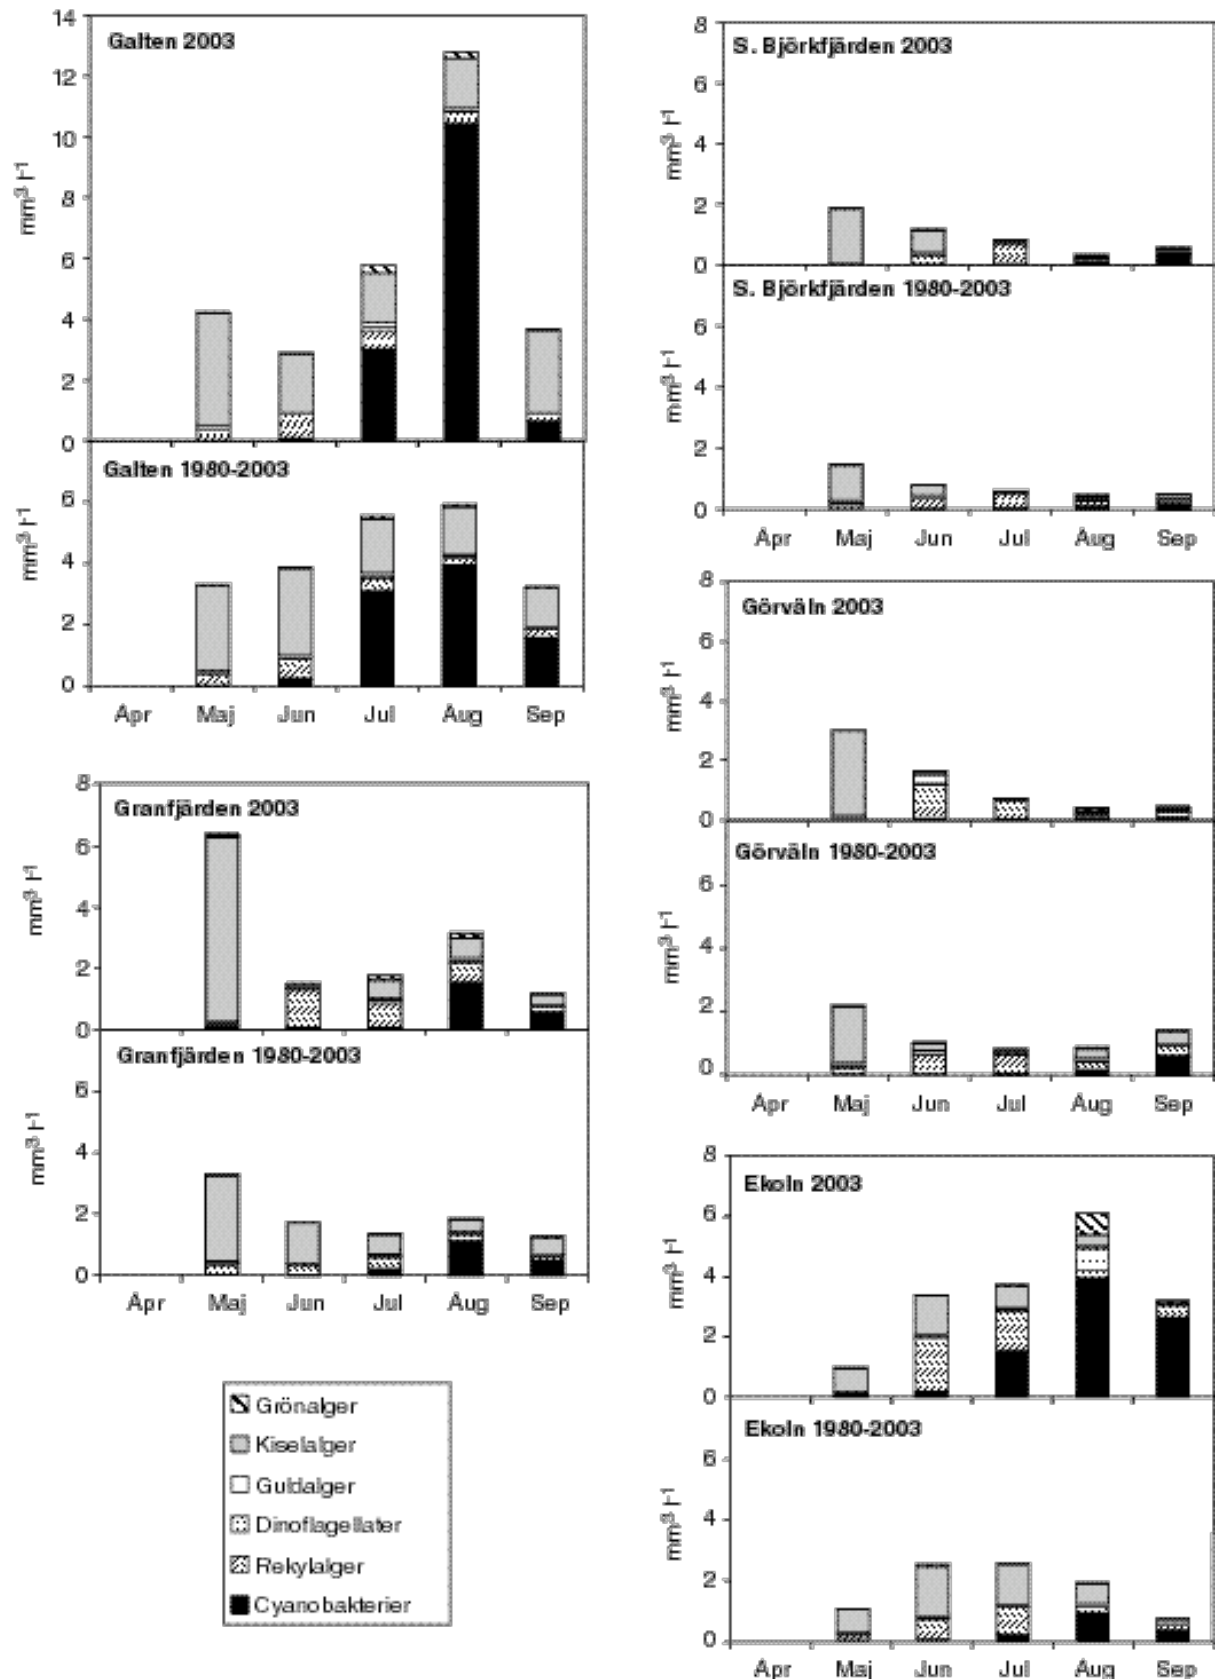 Galten 2003
14
12
10
8
6
4
2
0
mm³ l-¹
Galten 1980-2003
6
4
2
0
mm³ l-¹
Apr Maj Jun Jul Aug Sep
Granfjärden 2003
8
6
4
2
0
mm³ l-¹
Granfjärden 1980-2003
6
4
2
0
mm³ l-¹
Apr Maj Jun Jul Aug Sep
Grönalger
Kiselalger
Guldalger
Dinoflagellater
Rekylalger
Cyanobakterier
S. Björkfjärden 2003
8
6
4
2
0
mm³ l-¹
S. Björkfjärden 1980-2003
6
4
2
0
mm³ l-¹
Apr Maj Jun Jul Aug Sep
Görväln 2003
8
6
4
2
0
mm³ l-¹
Görväln 1980-2003
6
4
2
0
mm³ l-¹
Apr Maj Jun Jul Aug Sep
Ekoln 2003
8
6
4
2
0
mm³ l-¹
Ekoln 1980-2003
6
4
2
0
mm³ l-¹
Apr Maj Jun Jul Aug Sep